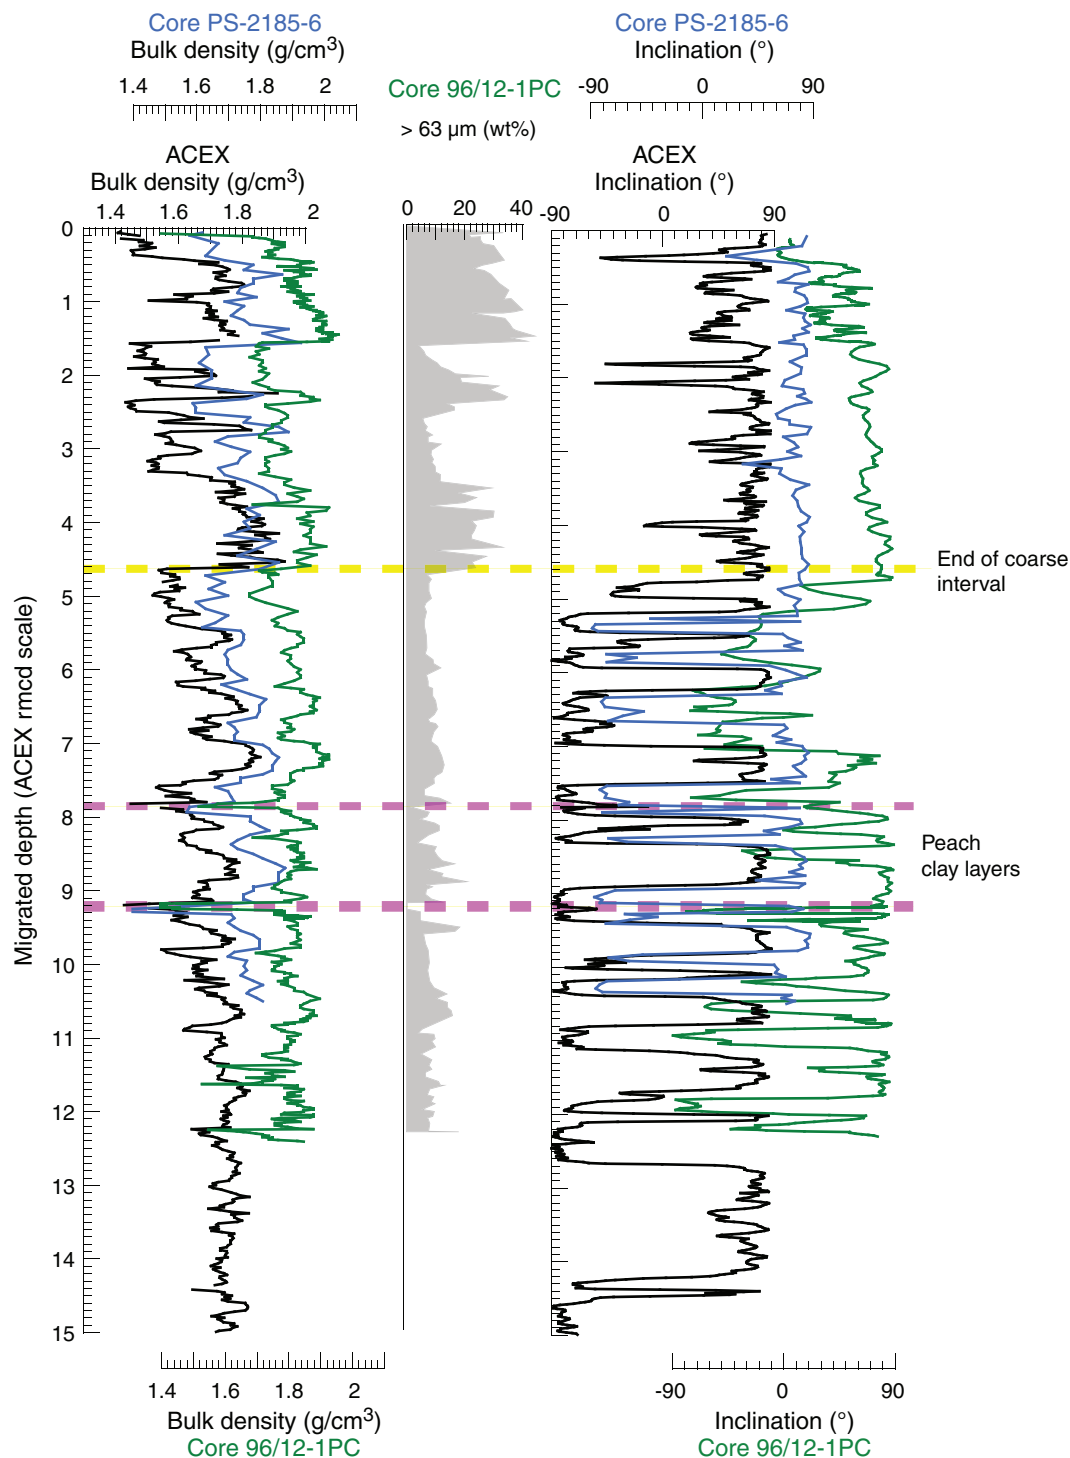 Core PS-2185-6
Bulk density (g/cm3)
1.4 1.6 1.8 2
Core PS-2185-6
Inclination (°)
-90 0 90
Core 96/12-1PC
> 63 µm (wt%)
ACEX
Bulk density (g/cm3)
1.4 1.6 1.8 2
0 20 40
ACEX
Inclination (°)
-90 0 90
Migrated depth (ACEX rmcd scale)
0
1
2
3
4
5
6
7
8
9
10
11
12
13
14
15
End of coarse
interval
Peach
clay layers
1.4 1.6 1.8 2
Bulk density (g/cm3)
Core 96/12-1PC
-90 0 90
Inclination (°)
Core 96/12-1PC